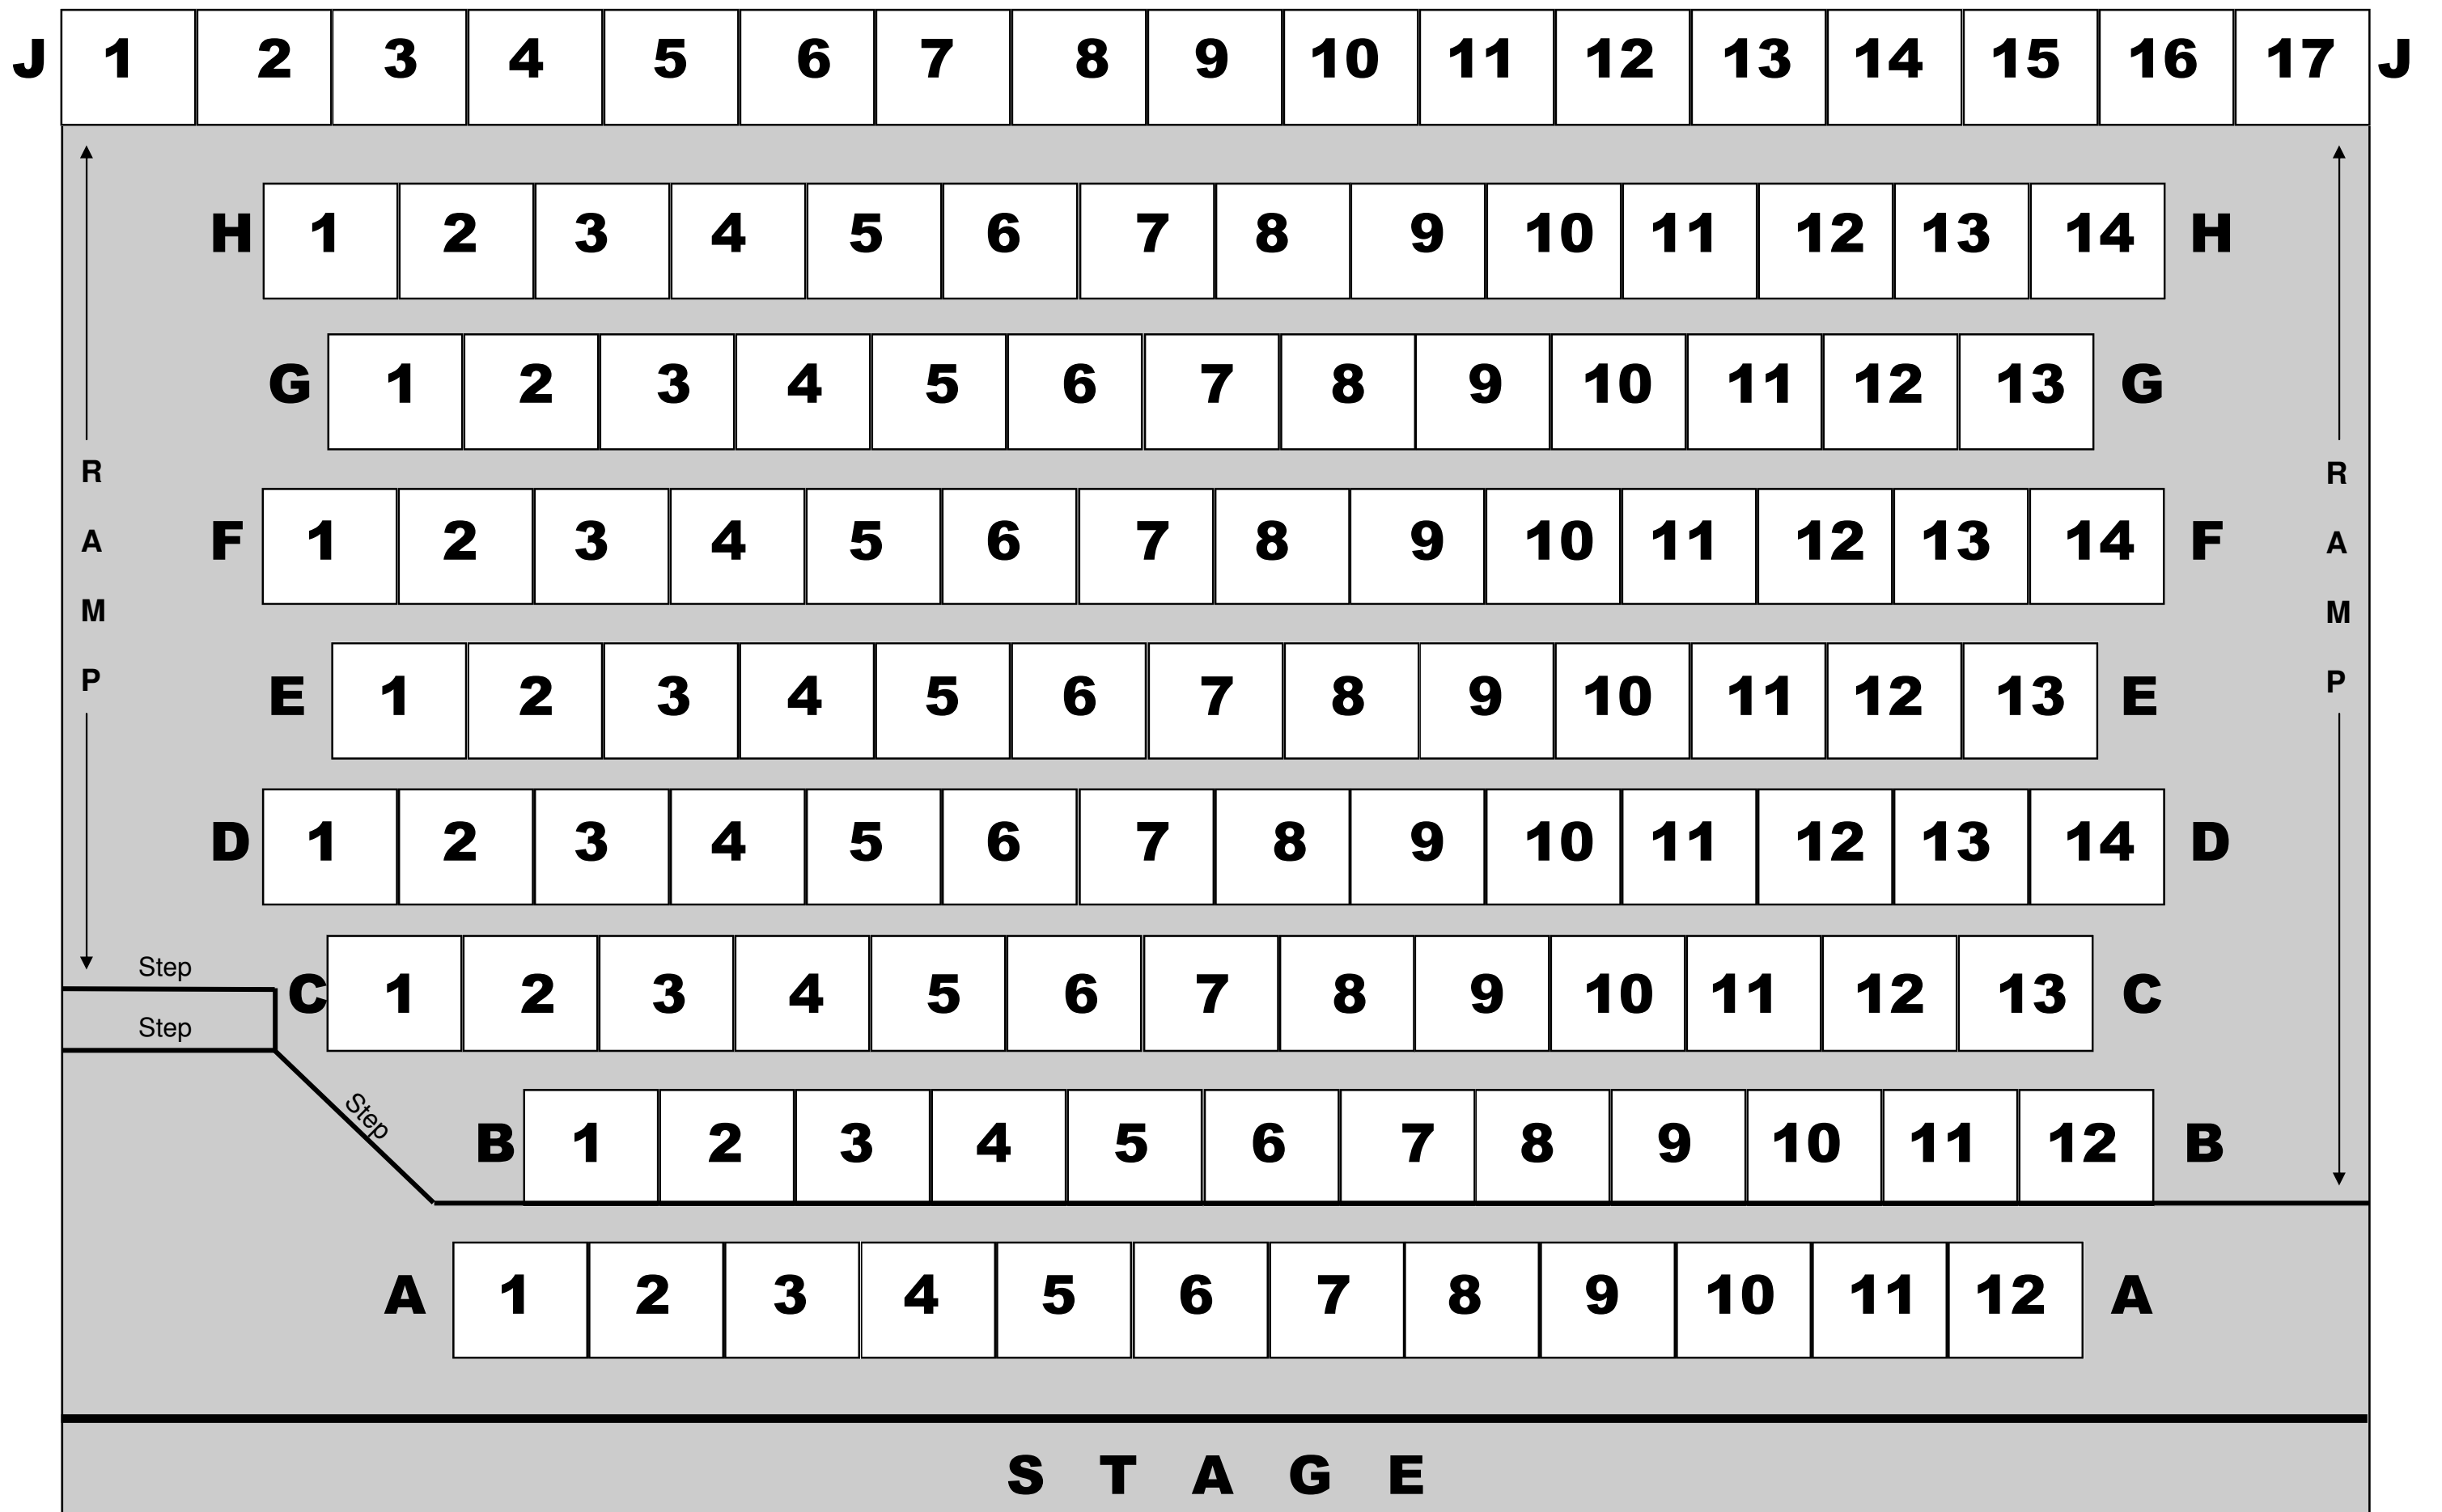 J 1 2 3 4 5 6 7 8 9 10 11 12 13 14 15 16 17 J
H 1 2 3 4 5 6 7 8 9 10 11 12 13 14 H
G 1 2 3 4 5 6 7 8 9 10 11 12 13 G
RAMP
RAMP
F 1 2 3 4 5 6 7 8 9 10 11 12 13 14 F
E 1 2 3 4 5 6 7 8 9 10 11 12 13 E
D 1 2 3 4 5 6 7 8 9 10 11 12 13 14 D
Step
C 1 2 3 4 5 6 7 8 9 10 11 12 13 C
Step
Step
B 1 2 3 4 5 6 7 8 9 10 11 12 B
A 1 2 3 4 5 6 7 8 9 10 11 12 A
STAGE